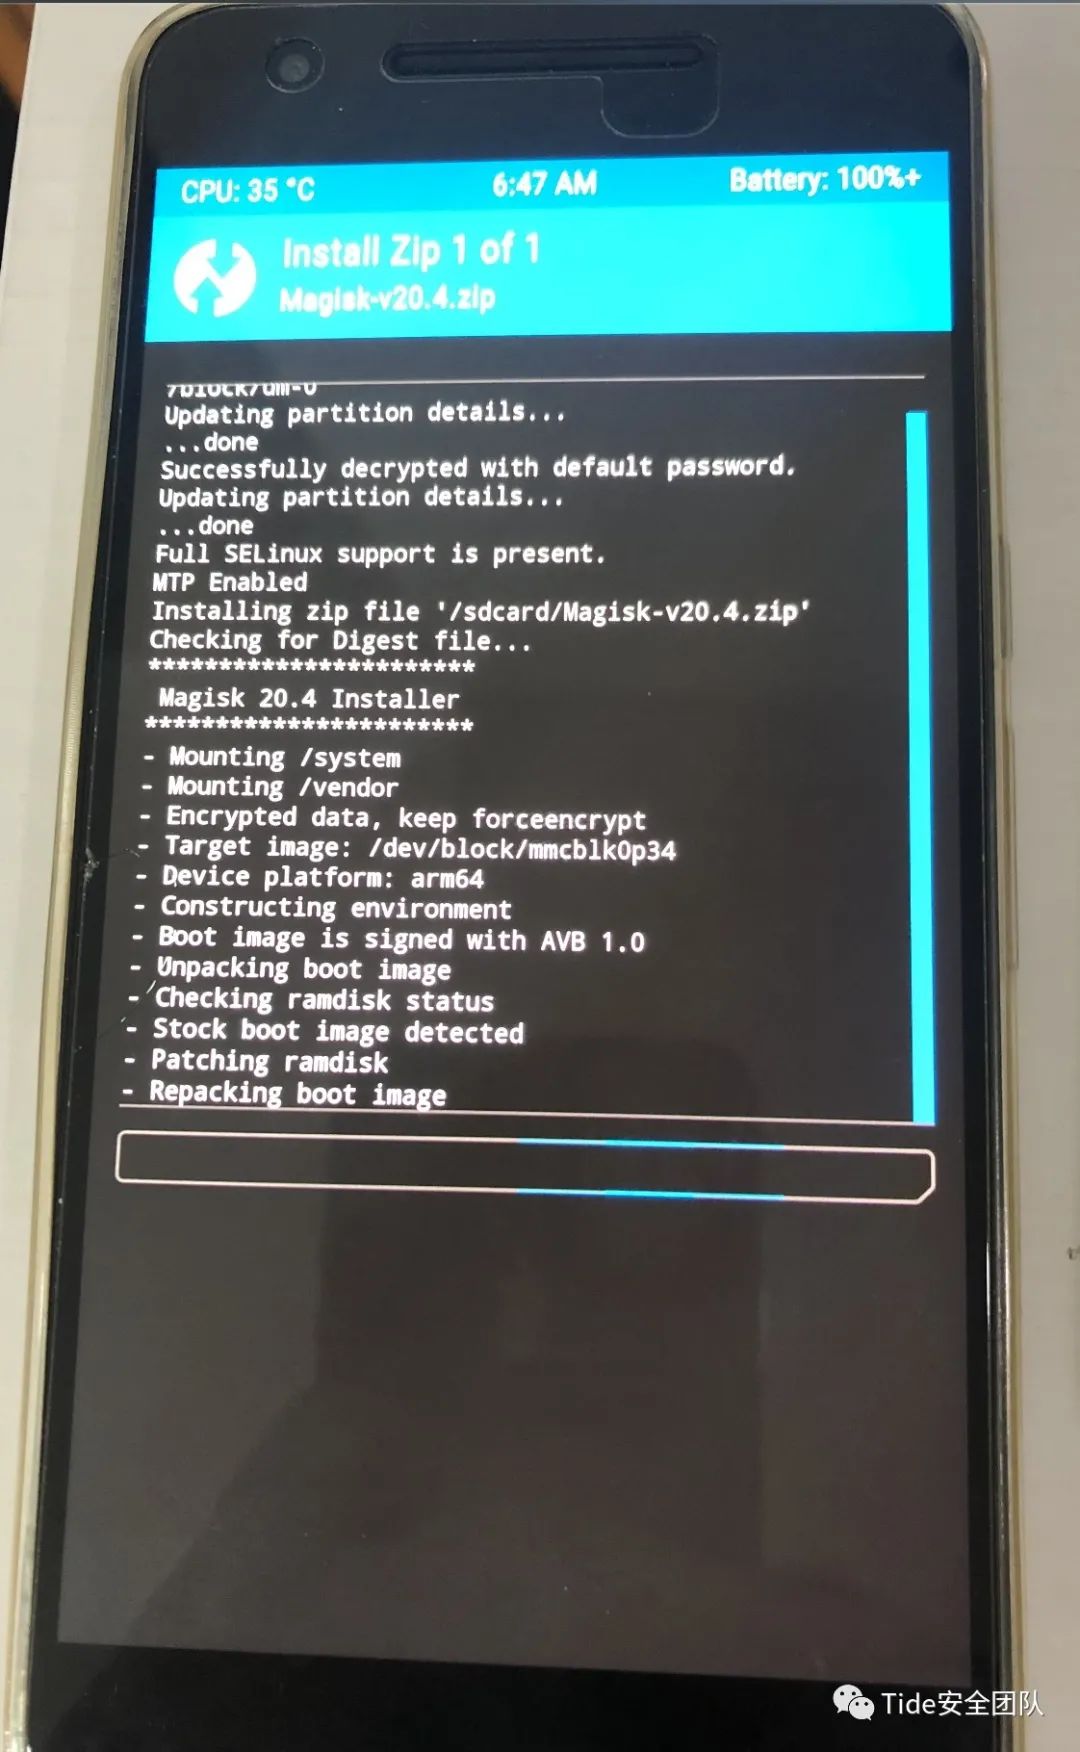 CPU: 35 °C
6:47 AM
Battery: 100%+
Install Zip 1 of 1
Magisk-v20.4.zip
/block/dm-0
Updating partition details...
...done
Successfully decrypted with default password.
Updating partition details...
...done
Full SELinux support is present.
MTP Enabled
Installing zip file '/sdcard/Magisk-v20.4.zip'
Checking for Digest file...
***********************
Magisk 20.4 Installer
***********************
- Mounting /system
- Mounting /vendor
- Encrypted data, keep forceencrypt
- Target image: /dev/block/mmcblk0p34
- Device platform: arm64
- Constructing environment
- Boot image is signed with AVB 1.0
- Unpacking boot image
- Checking ramdisk status
- Stock boot image detected
- Patching ramdisk
- Repacking boot image
Tide安全团队